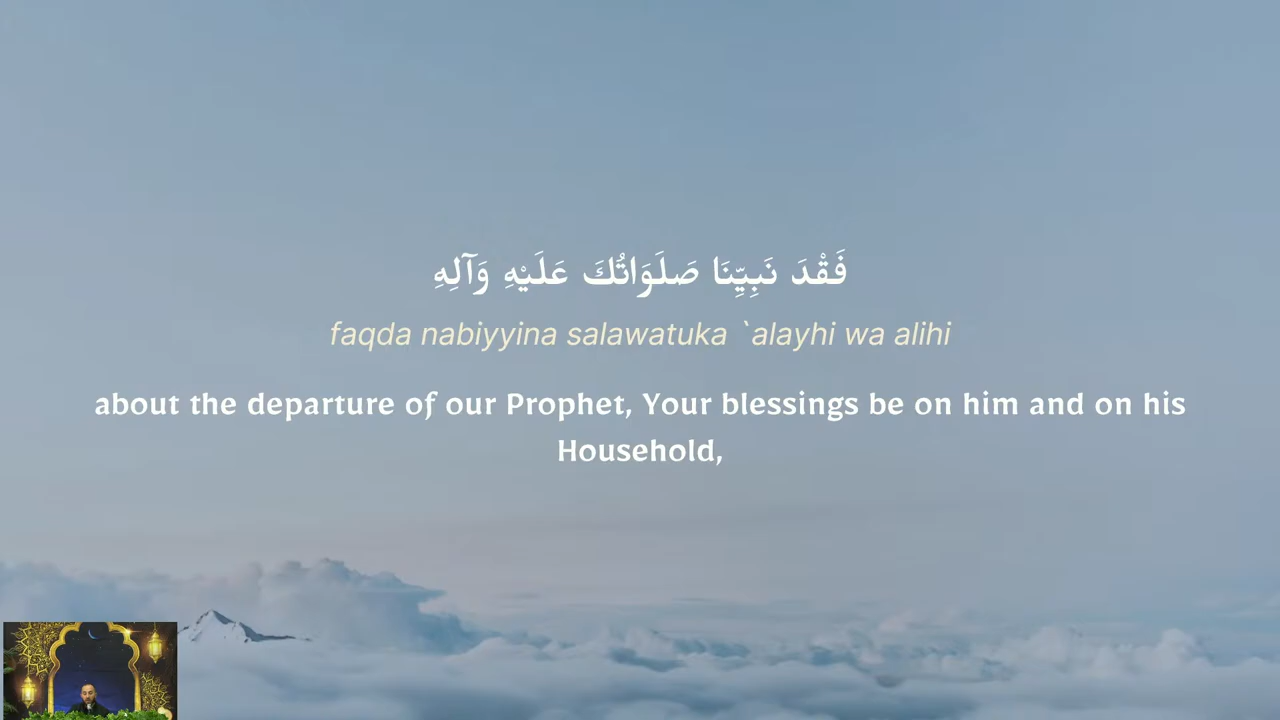 فَقْدَ نَبِيِّنَا صَلَوَاتُكَ عَلَيْهِ وَآلِهِ
faqda nabiyyina salawatuka `alayhi wa alihi
about the departure of our Prophet, Your blessings be on him and on his
Household,